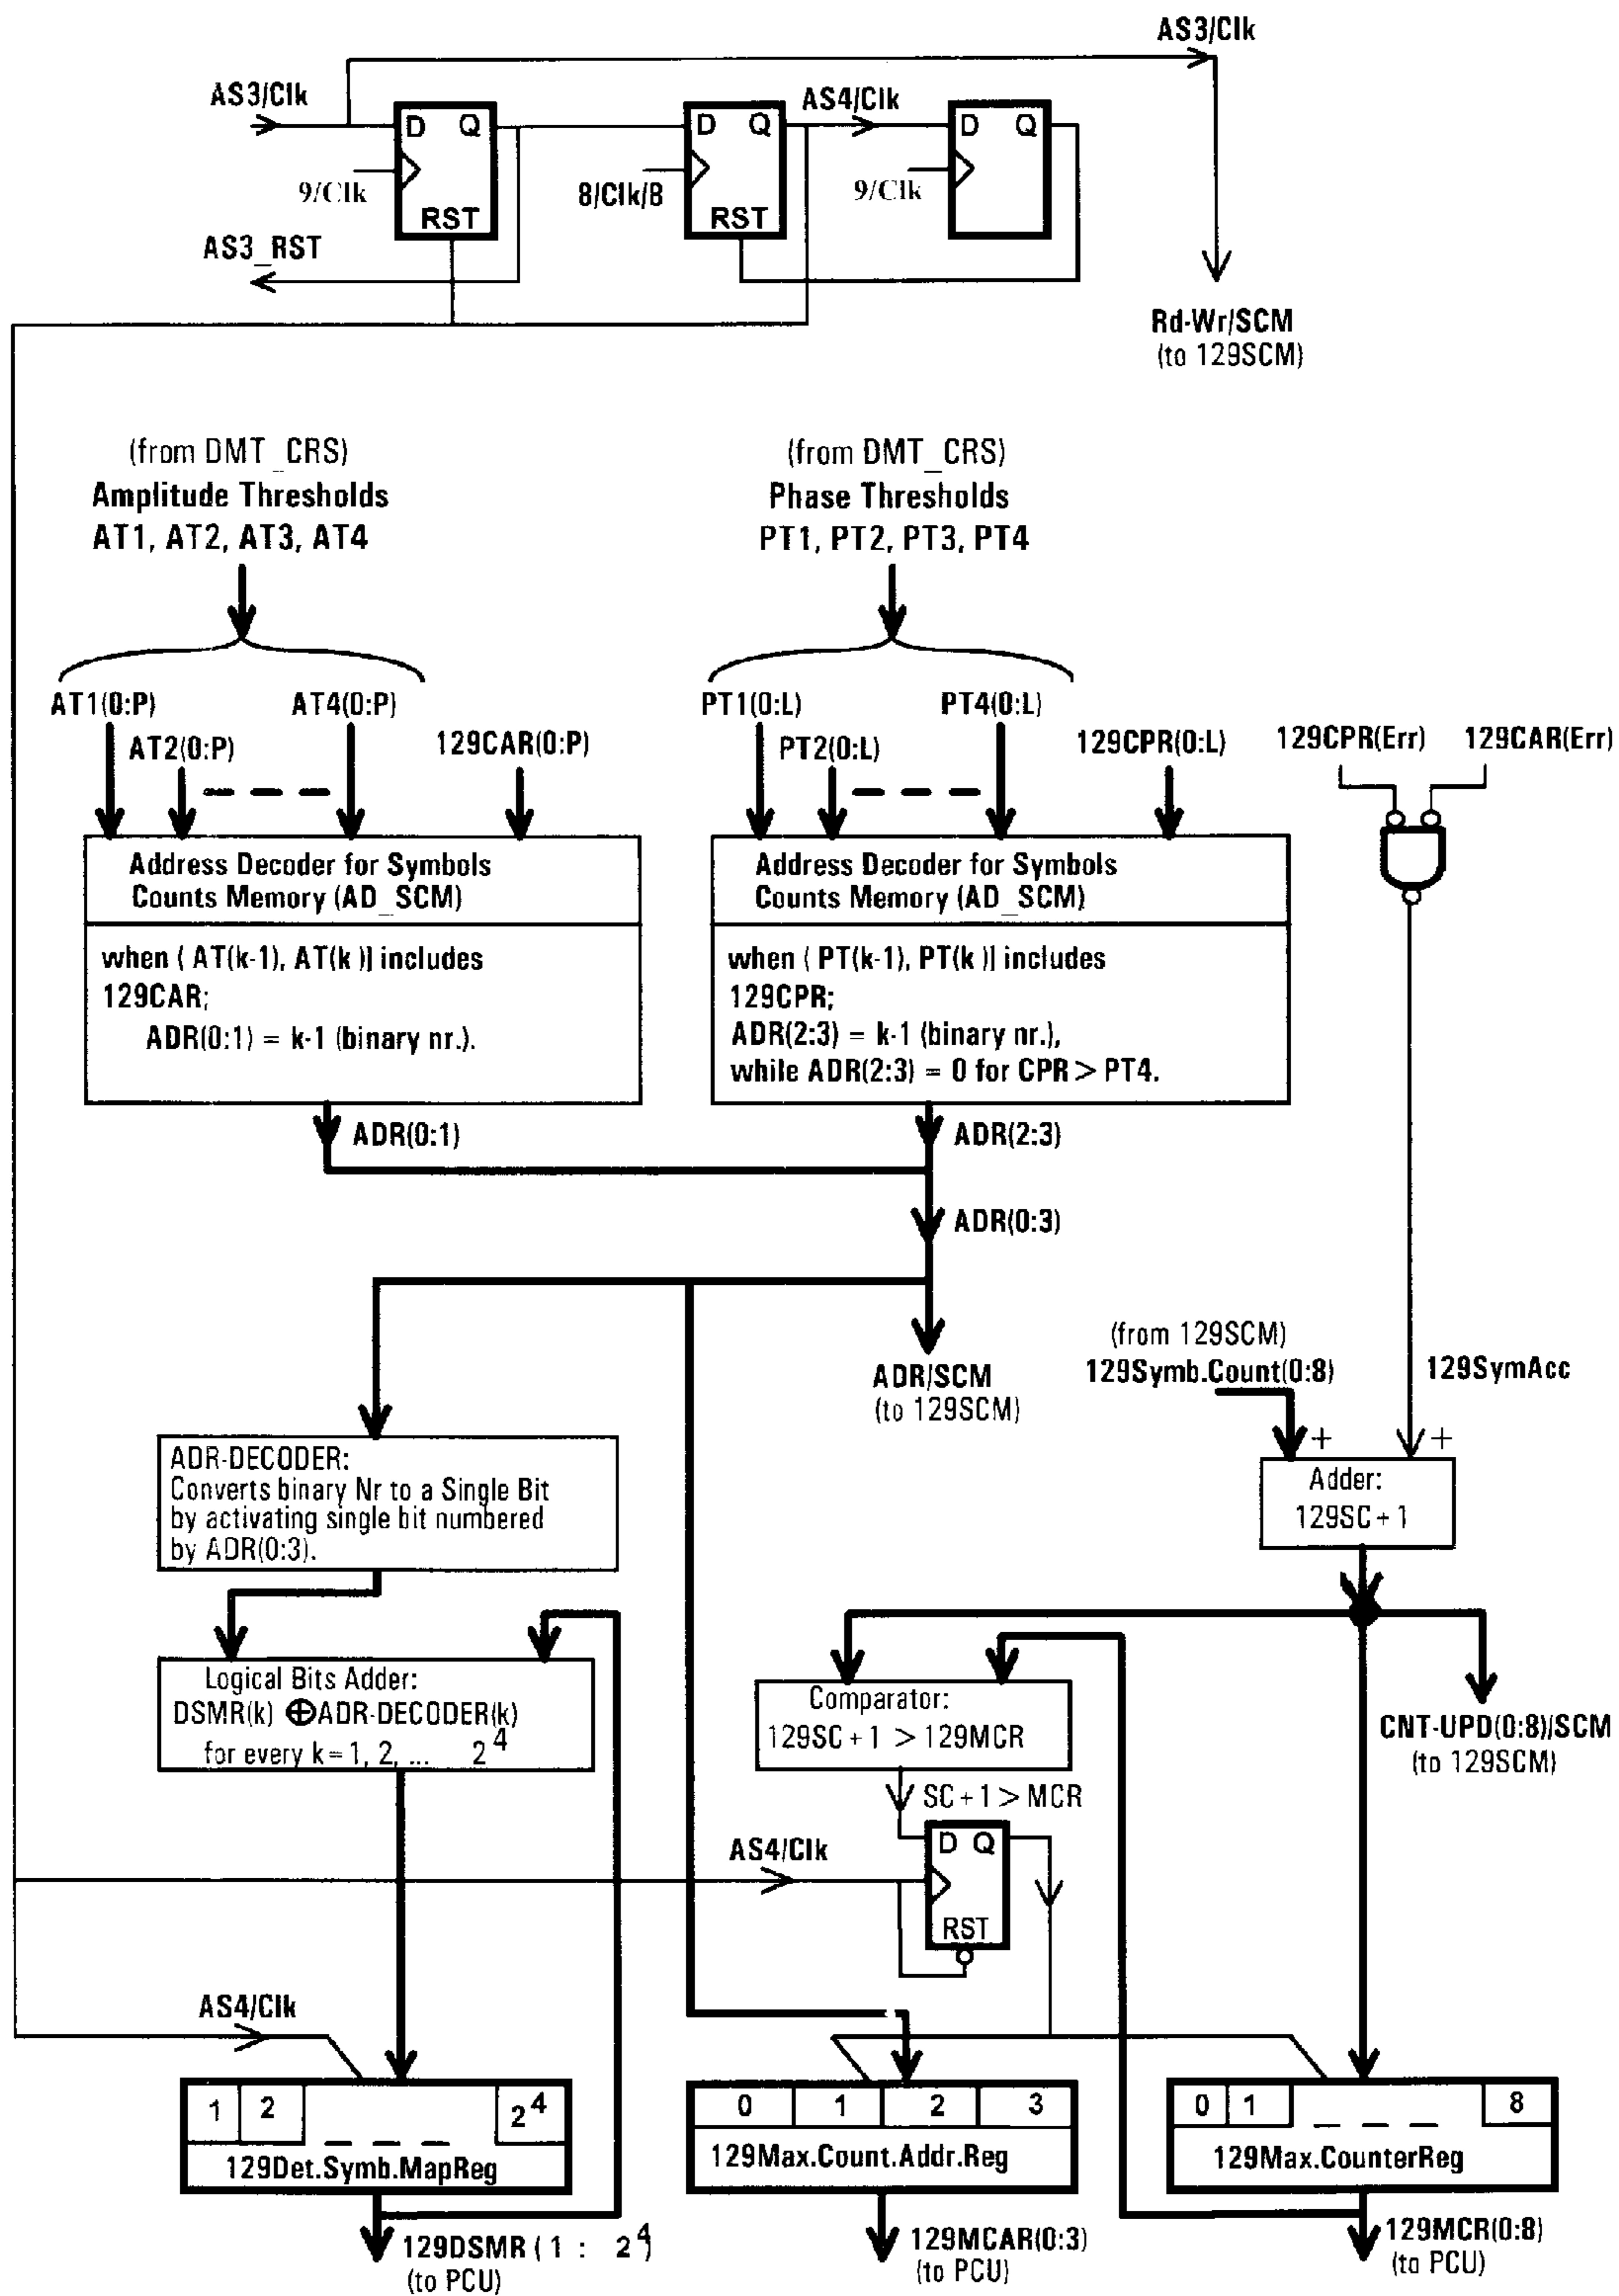 AS3/Clk
AS3/Clk
AS4/Clk
D Q
D Q
D Q
9/Clk
8/Clk/B
9/Clk
RST
RST
AS3_RST
Rd-Wr/SCM
(to 129SCM)
(from DMT_CRS)
Amplitude Thresholds
AT1, AT2, AT3, AT4
(from DMT_CRS)
Phase Thresholds
PT1, PT2, PT3, PT4
AT1(0:P)
AT4(0:P)
AT2(0:P)
129CAR(0:P)
PT1(0:L)
PT4(0:L)
PT2(0:L)
129CPR(0:L)
129CPR(Err)
129CAR(Err)
Address Decoder for Symbols
Counts Memory (AD_SCM)
when ( AT(k-1), AT(k )] includes
129CAR;
ADR(0:1) = k-1 (binary nr.).
Address Decoder for Symbols
Counts Memory (AD_SCM)
when ( PT(k-1), PT(k )] includes
129CPR;
ADR(2:3) = k-1 (binary nr.),
while ADR(2:3) = 0 for CPR > PT4.
ADR(0:1)
ADR(2:3)
ADR(0:3)
ADR/SCM
(to 129SCM)
(from 129SCM)
129Symb.Count(0:8)
129SymAcc
+
+
Adder:
129SC+1
ADR-DECODER:
Converts binary Nr to a Single Bit
by activating single bit numbered
by ADR(0:3).
Logical Bits Adder:
DSMR(k) ⊕ADR-DECODER(k)
for every k=1, 2, ... 2^4
Comparator:
129SC+1 > 129MCR
CNT-UPD(0:8)/SCM
(to 129SCM)
SC+1 > MCR
D Q
RST
AS4/Clk
AS4/Clk
1 2 2^4
129Det.Symb.MapReg
0 1 2 3
129Max.Count.Addr.Reg
0 1 8
129Max.CounterReg
129DSMR ( 1 : 2^4)
(to PCU)
129MCAR(0:3)
(to PCU)
129MCR(0:8)
(to PCU)